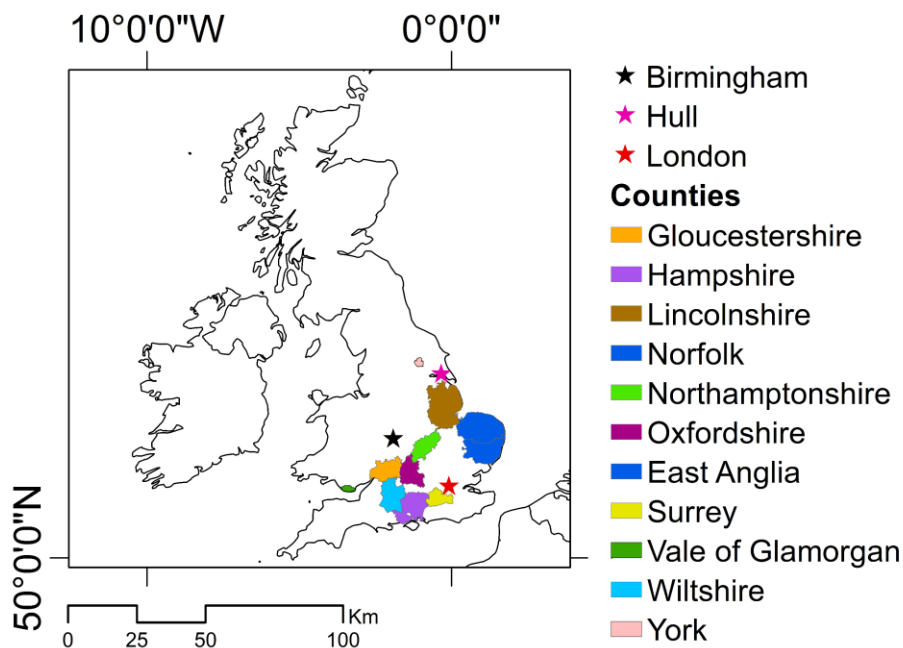 10°0'0"W 0°0'0"
Birmingham
Hull
London
Counties
Gloucestershire
Hampshire
Lincolnshire
Norfolk
Northamptonshire
Oxfordshire
East Anglia
Surrey
Vale of Glamorgan
Wiltshire
York
50°0'0"N
Km
0 25 50 100